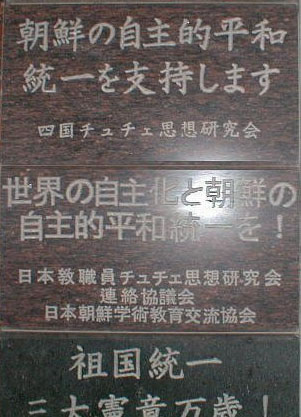 朝鮮の自主的平和
統一を支持します
四国チュチェ思想研究会
世界の自主化と朝鮮の
自主的平和統一を！
日本教職員チュチェ思想研究会
連絡協議会
日本朝鮮学術教育交流協会
祖国統一
三大憲章万歳！